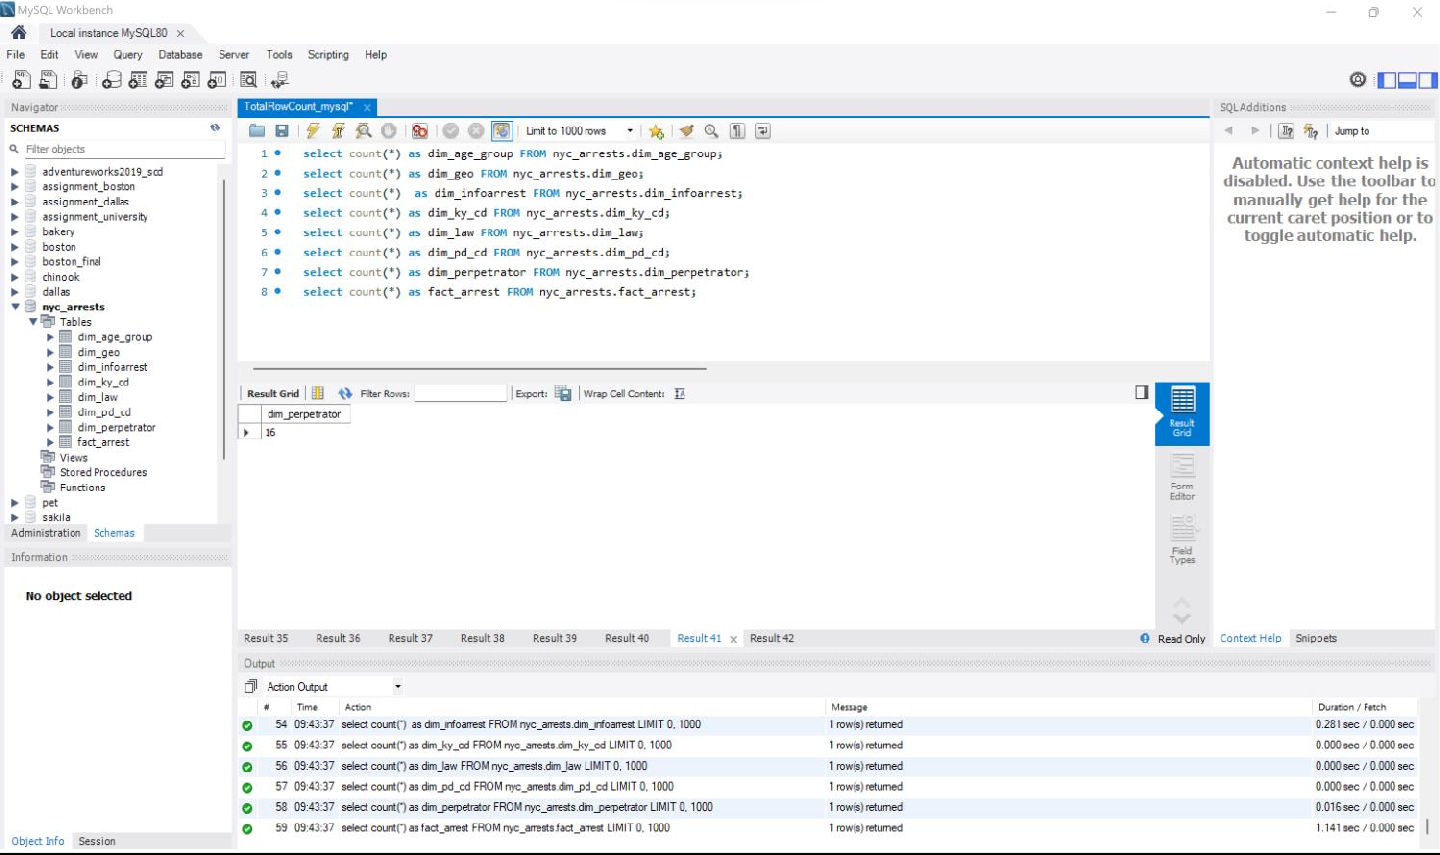 MySQL Workbench
Local instance MySQL80 ×
File Edit View Query Database Server Tools Scripting Help
Navigator
SCHEMAS
Filter objects
adventureworks2019_scd
assignment_boston
assignment_dallas
assignment_university
bakery
boston
boston_final
chinook
dallas
nyc_arrests
Tables
dim_age_group
dim_geo
dim_infoarrest
dim_ky_cd
dim_law
dim_pd_cd
dim_perpetrator
fact_arrest
Views
Stored Procedures
Functions
pet
sakila
Administration Schemas
Information
No object selected
Object Info Session
TotalRowCount_mysql* x
Limit to 1000 rows
1 select count(*) as dim_age_group FROM nyc_arrests.dim_age_group;
2 select count(*) as dim_geo FROM nyc_arrests.dim_geo;
3 select count(*)  as dim_infoarrest FROM nyc_arrests.dim_infoarrest;
4 select count(*) as dim_ky_cd FROM nyc_arrests.dim_ky_cd;
5 select count(*) as dim_law FROM nyc_arrests.dim_law;
6 select count(*) as dim_pd_cd FROM nyc_arrests.dim_pd_cd;
7 select count(*) as dim_perpetrator FROM nyc_arrests.dim_perpetrator;
8 select count(*) as fact_arrest FROM nyc_arrests.fact_arrest;
Result Grid Filter Rows: Export: Wrap Cell Content:
dim_perpetrator
16
Result Grid
Form Editor
Field Types
Result 35 Result 36 Result 37 Result 38 Result 39 Result 40 Result 41 x Result 42 Read Only
SQLAdditions
Jump to
Automatic context help is
disabled. Use the toolbar to
manually get help for the
current caret position or to
toggle automatic help.
Context Help Snippets
Output
Action Output
# Time Action Message Duration / Fetch
54 09:43:37 select count(*)  as dim_infoarrest FROM nyc_arrests.dim_infoarrest LIMIT 0, 1000 1 row(s) returned 0.281 sec / 0.000 sec
55 09:43:37 select count(*) as dim_ky_cd FROM nyc_arrests.dim_ky_cd LIMIT 0, 1000 1 row(s) returned 0.000 sec / 0.000 sec
56 09:43:37 select count(*) as dim_law FROM nyc_arrests.dim_law LIMIT 0, 1000 1 row(s) returned 0.000 sec / 0.000 sec
57 09:43:37 select count(*) as dim_pd_cd FROM nyc_arrests.dim_pd_cd LIMIT 0, 1000 1 row(s) returned 0.000 sec / 0.000 sec
58 09:43:37 select count(*) as dim_perpetrator FROM nyc_arrests.dim_perpetrator LIMIT 0, 1000 1 row(s) returned 0.016 sec / 0.000 sec
59 09:43:37 select count(*) as fact_arrest FROM nyc_arrests.fact_arrest LIMIT 0, 1000 1 row(s) returned 1.141 sec / 0.000 sec